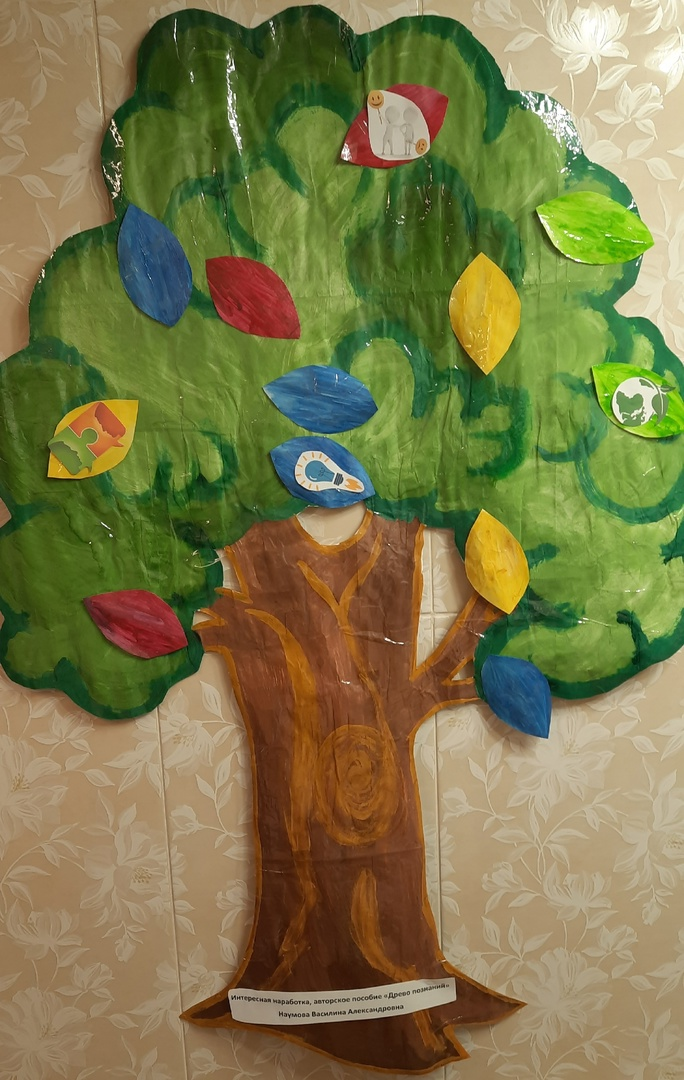 Интересная наработка, авторское пособие «Древо познаний».
Наумова Василина Александровна